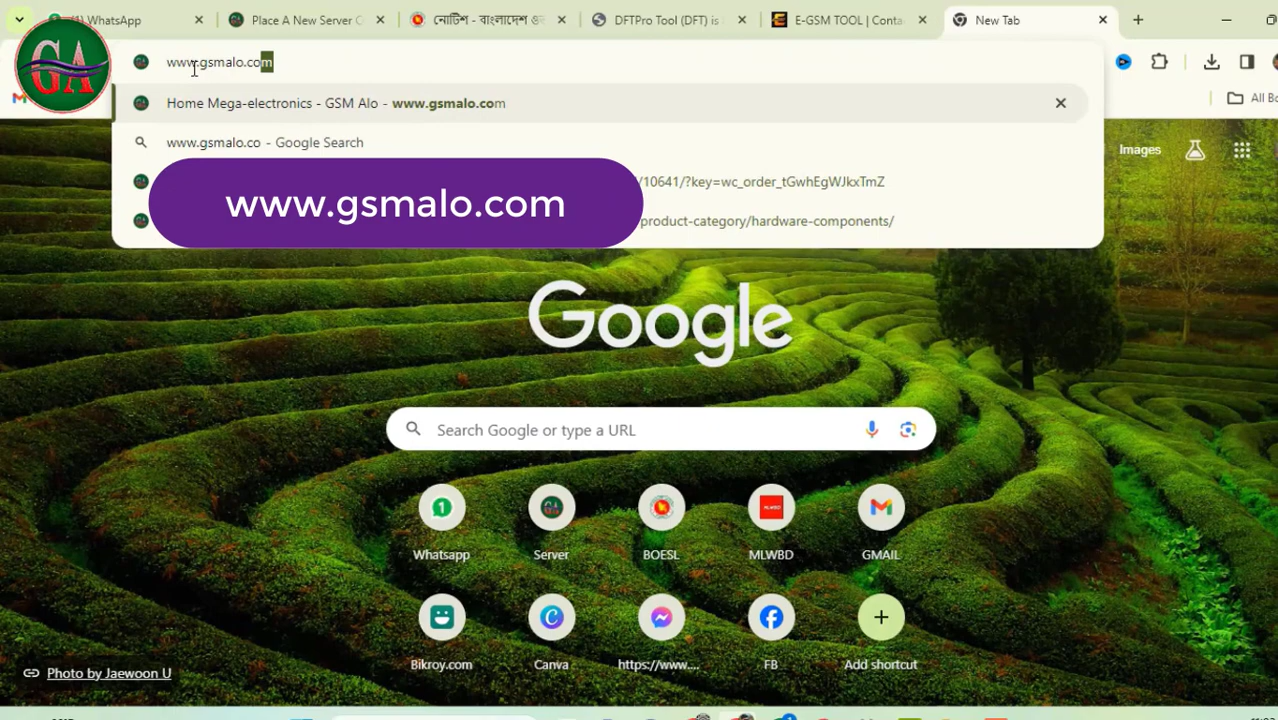 (1) WhatsApp
Place A New Server O
নোটিশ - বাংলাদেশ ওভ
DFTPro Tool (DFT) is
E-GSM TOOL | Conta
New Tab
GA
www.gsmalo.com
Home Mega-electronics - GSM Alo - www.gsmalo.com
www.gsmalo.co - Google Search
/10641/?key=wc_order_tGwhEgWJkxTmZ
www.gsmalo.com
product-category/hardware-components/
All Bo
Images
Google
Search Google or type a URL
Whatsapp
Server
BOESL
MLWBD
GMAIL
Bikroy.com
Canva
https://www....
FB
Add shortcut
Photo by Jaewoon U